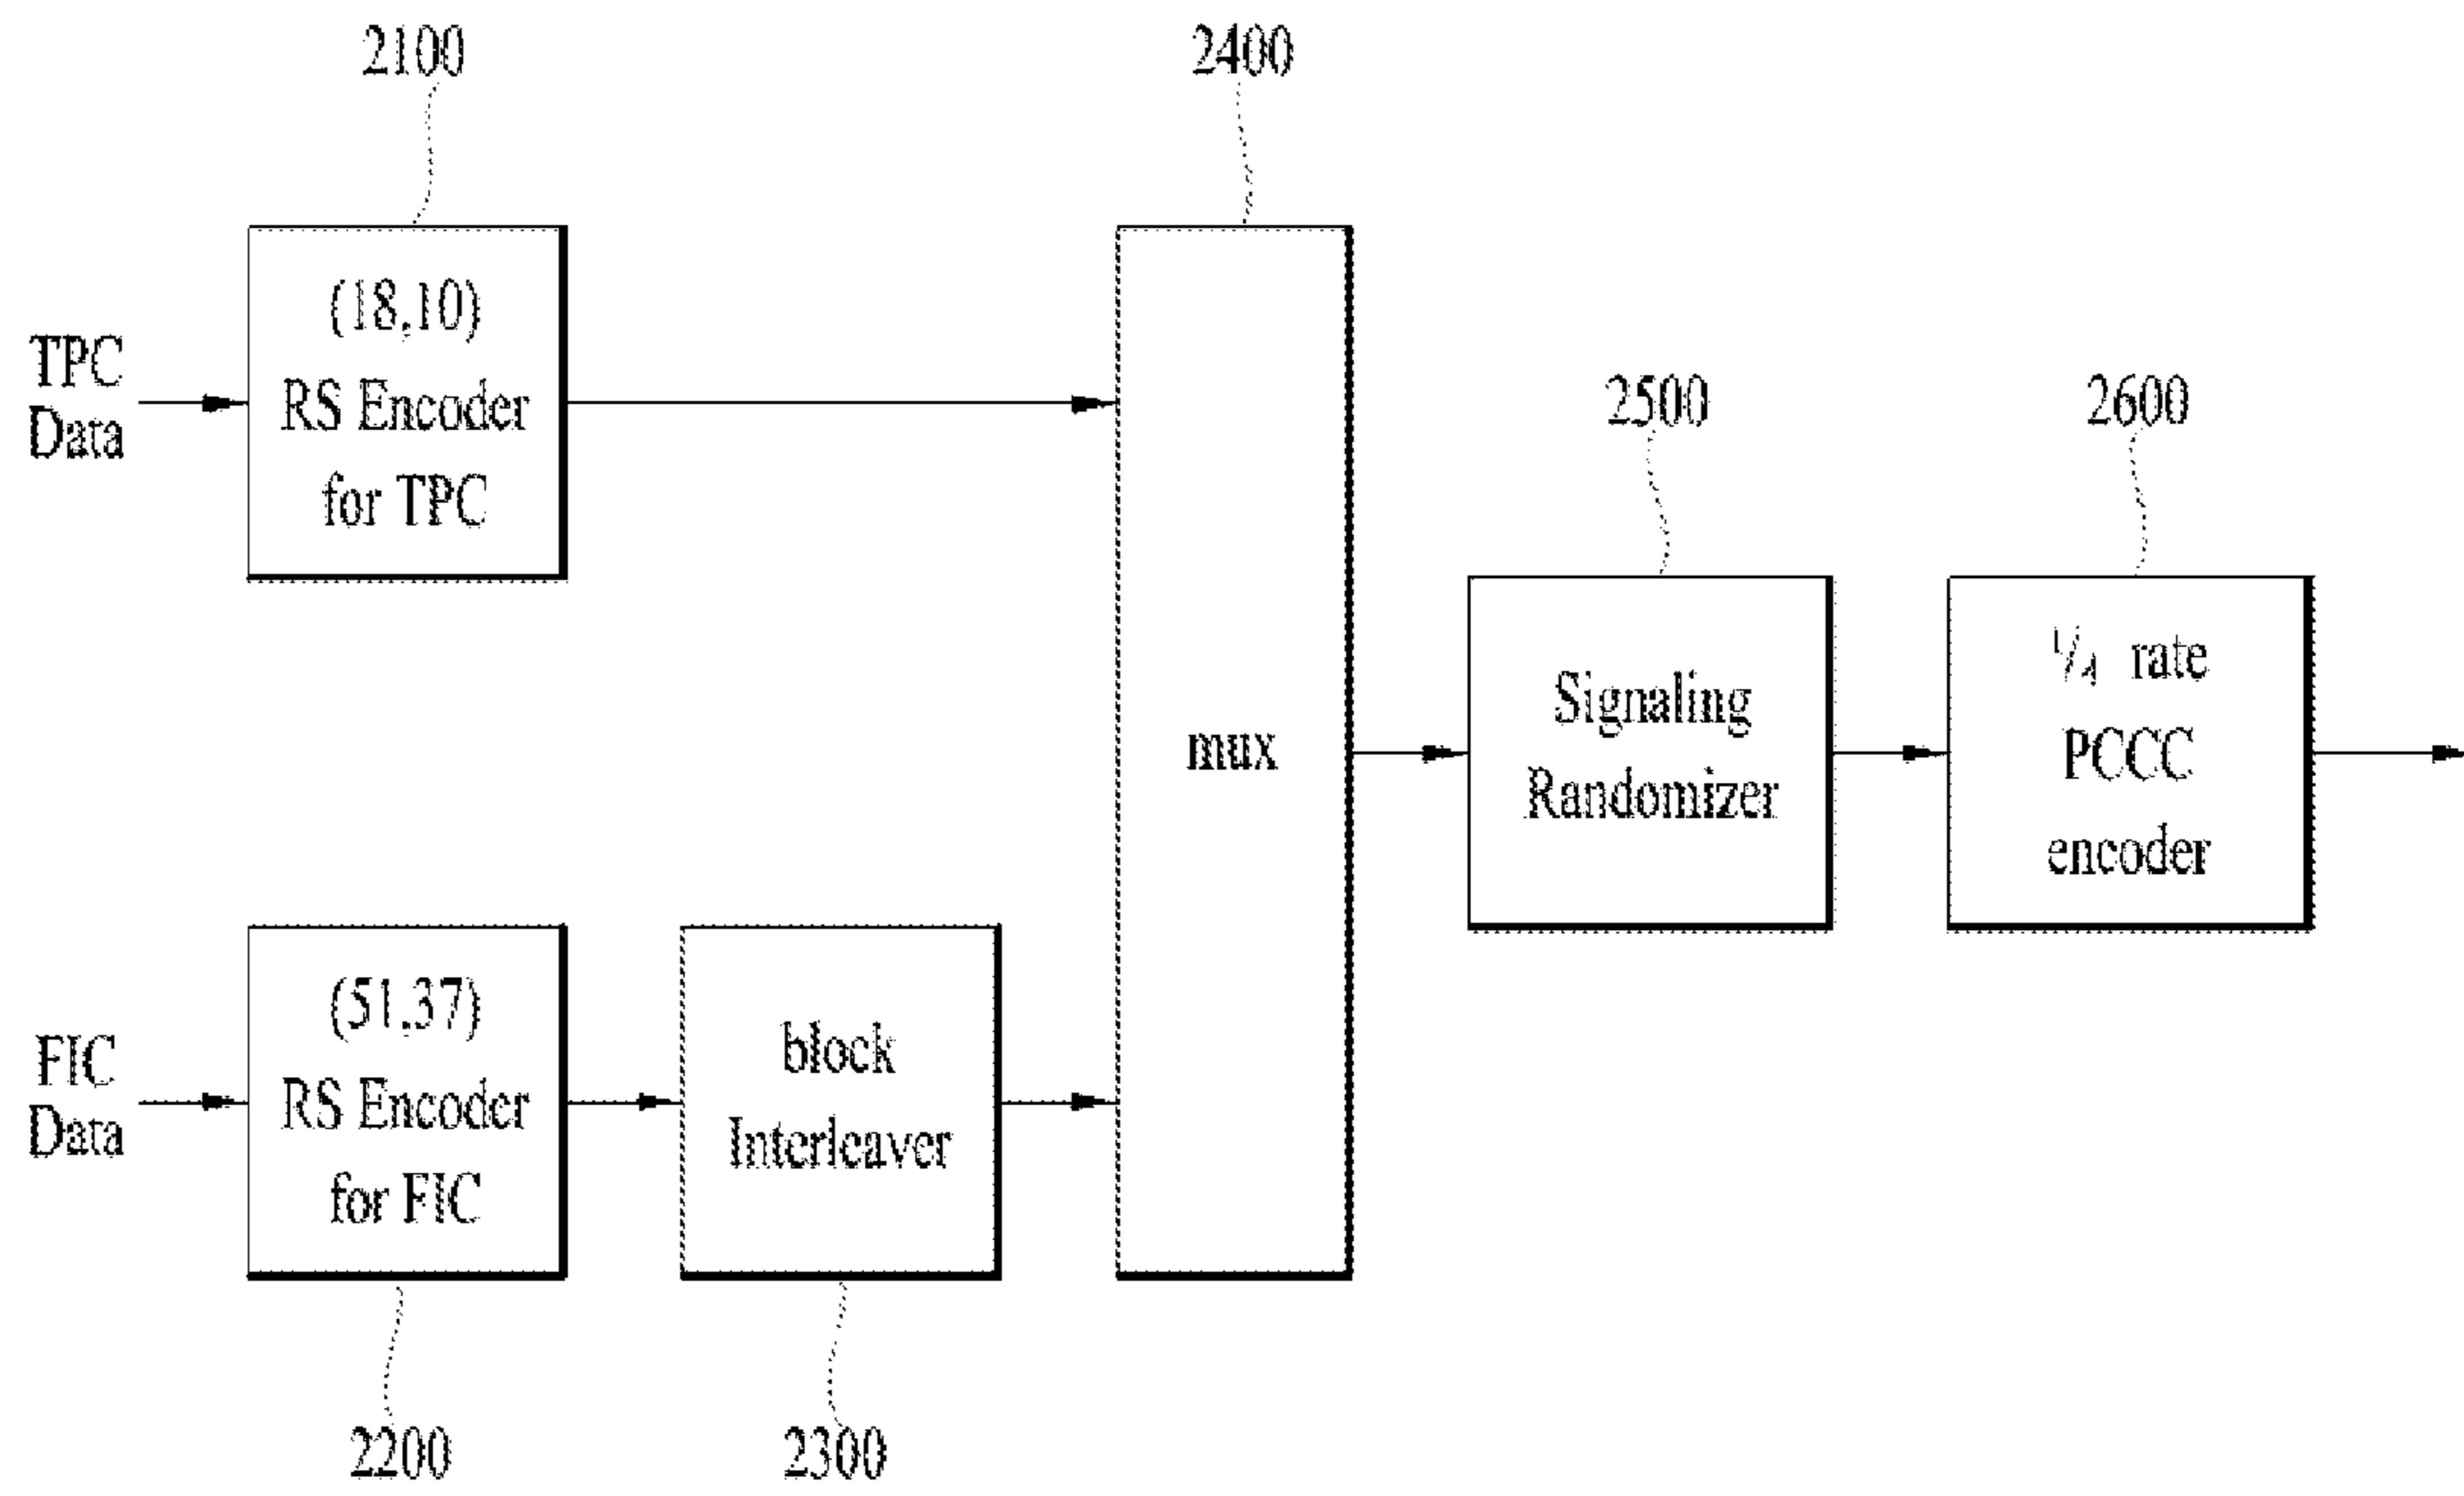 2100
2400
(18,10)
RS Encoder
for TPC
TPC
Data
2500
2600
mux
Signaling
Randomizer
1/4 rate
PCCC
encoder
(51,37)
RS Encoder
for FIC
FIC
Data
block
Interleaver
2200
2300